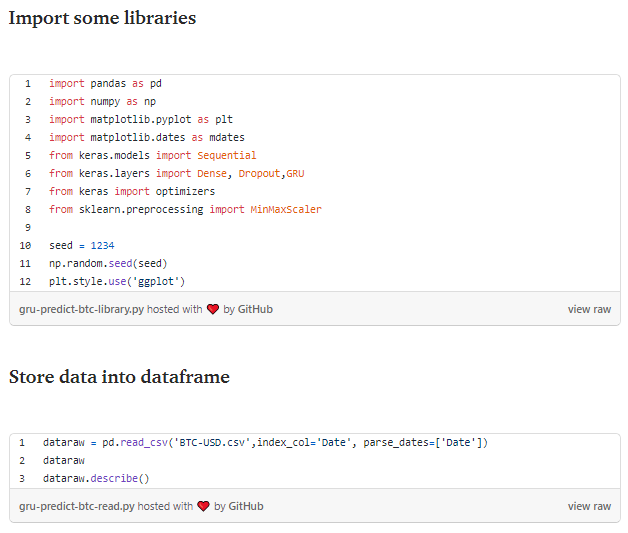 Import some libraries
1 import pandas as pd
2 import numpy as np
3 import matplotlib.pyplot as plt
4 import matplotlib.dates as mdates
5 from keras.models import Sequential
6 from keras.layers import Dense, Dropout,GRU
7 from keras import optimizers
8 from sklearn.preprocessing import MinMaxScaler
9
10 seed = 1234
11 np.random.seed(seed)
12 plt.style.use('ggplot')
gru-predict-btc-library.py hosted with ❤ by GitHub view raw
Store data into dataframe
1 dataraw = pd.read_csv('BTC-USD.csv',index_col='Date', parse_dates=['Date'])
2 dataraw
3 dataraw.describe()
gru-predict-btc-read.py hosted with ❤ by GitHub view raw